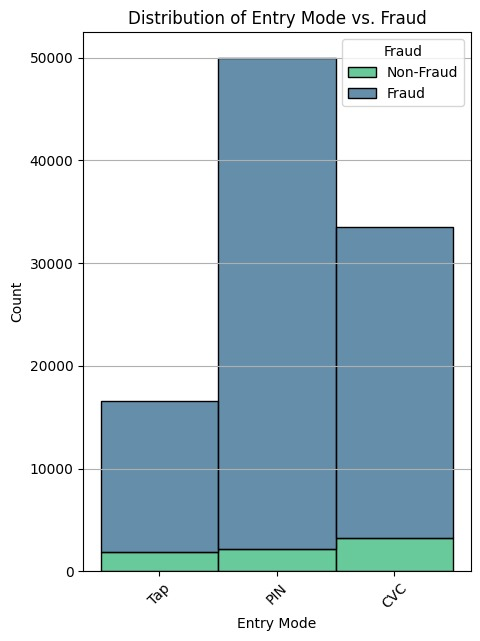 Distribution of Entry Mode vs. Fraud
Fraud
Non-Fraud
Fraud
50000
40000
30000
20000
10000
0
Count
Tap
PIN
CVC
Entry Mode